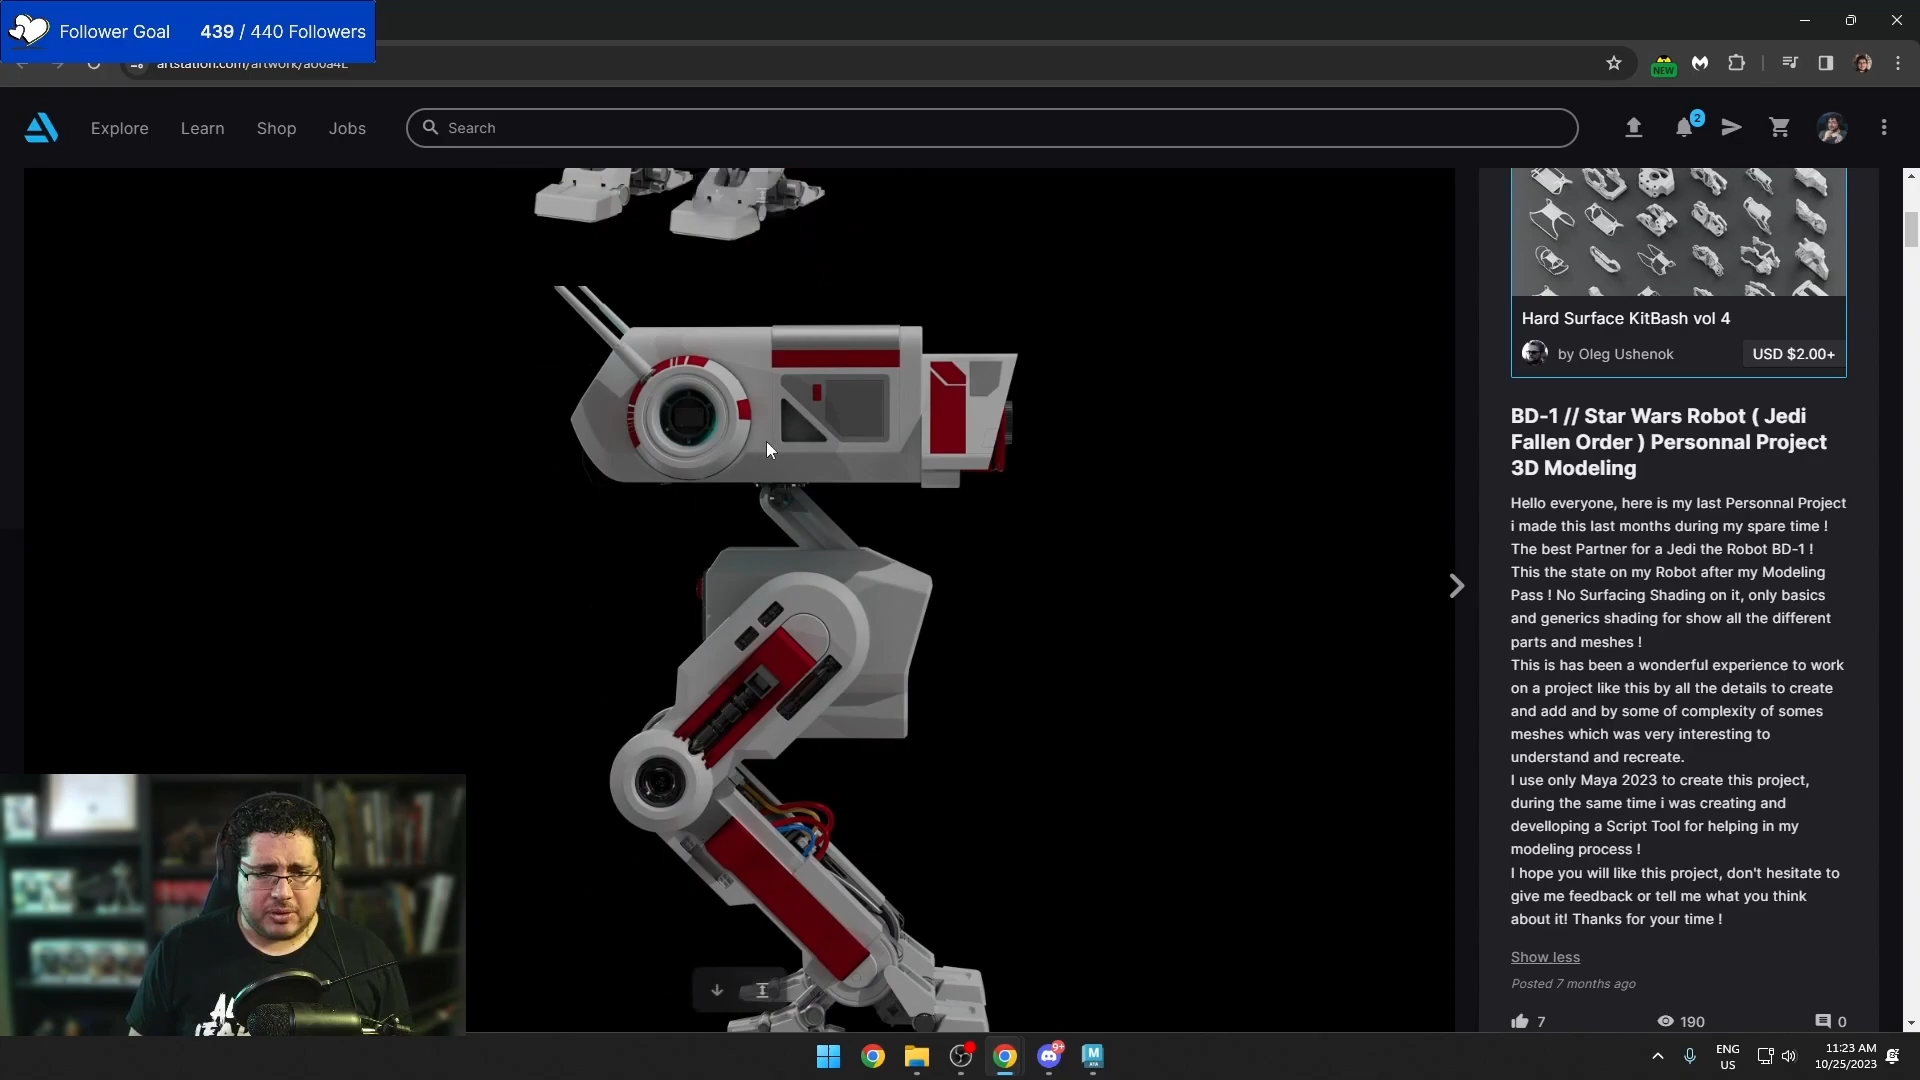 Follower Goal 439 / 440 Followers
artstation.com/artwork/a00a4L
NEW
Explore Learn Shop Jobs Search 2
Hard Surface KitBash vol 4
by Oleg Ushenok USD $2.00+
BD-1 // Star Wars Robot ( Jedi
Fallen Order ) Personnal Project
3D Modeling
Hello everyone, here is my last Personnal Project
i made this last months during my spare time !
The best Partner for a Jedi the Robot BD-1 !
This the state on my Robot after my Modeling
Pass ! No Surfacing Shading on it, only basics
and generics shading for show all the different
parts and meshes !
This is has been a wonderful experience to work
on a project like this by all the details to create
and add and by some of complexity of somes
meshes which was very interesting to
understand and recreate.
I use only Maya 2023 to create this project,
during the same time i was creating and
develloping a Script Tool for helping in my
modeling process !
I hope you will like this project, don't hesitate to
give me feedback or tell me what you think
about it! Thanks for your time !
Show less
Posted 7 months ago
7 190 0
9+
M
ENG
US
11:23 AM
10/25/2023